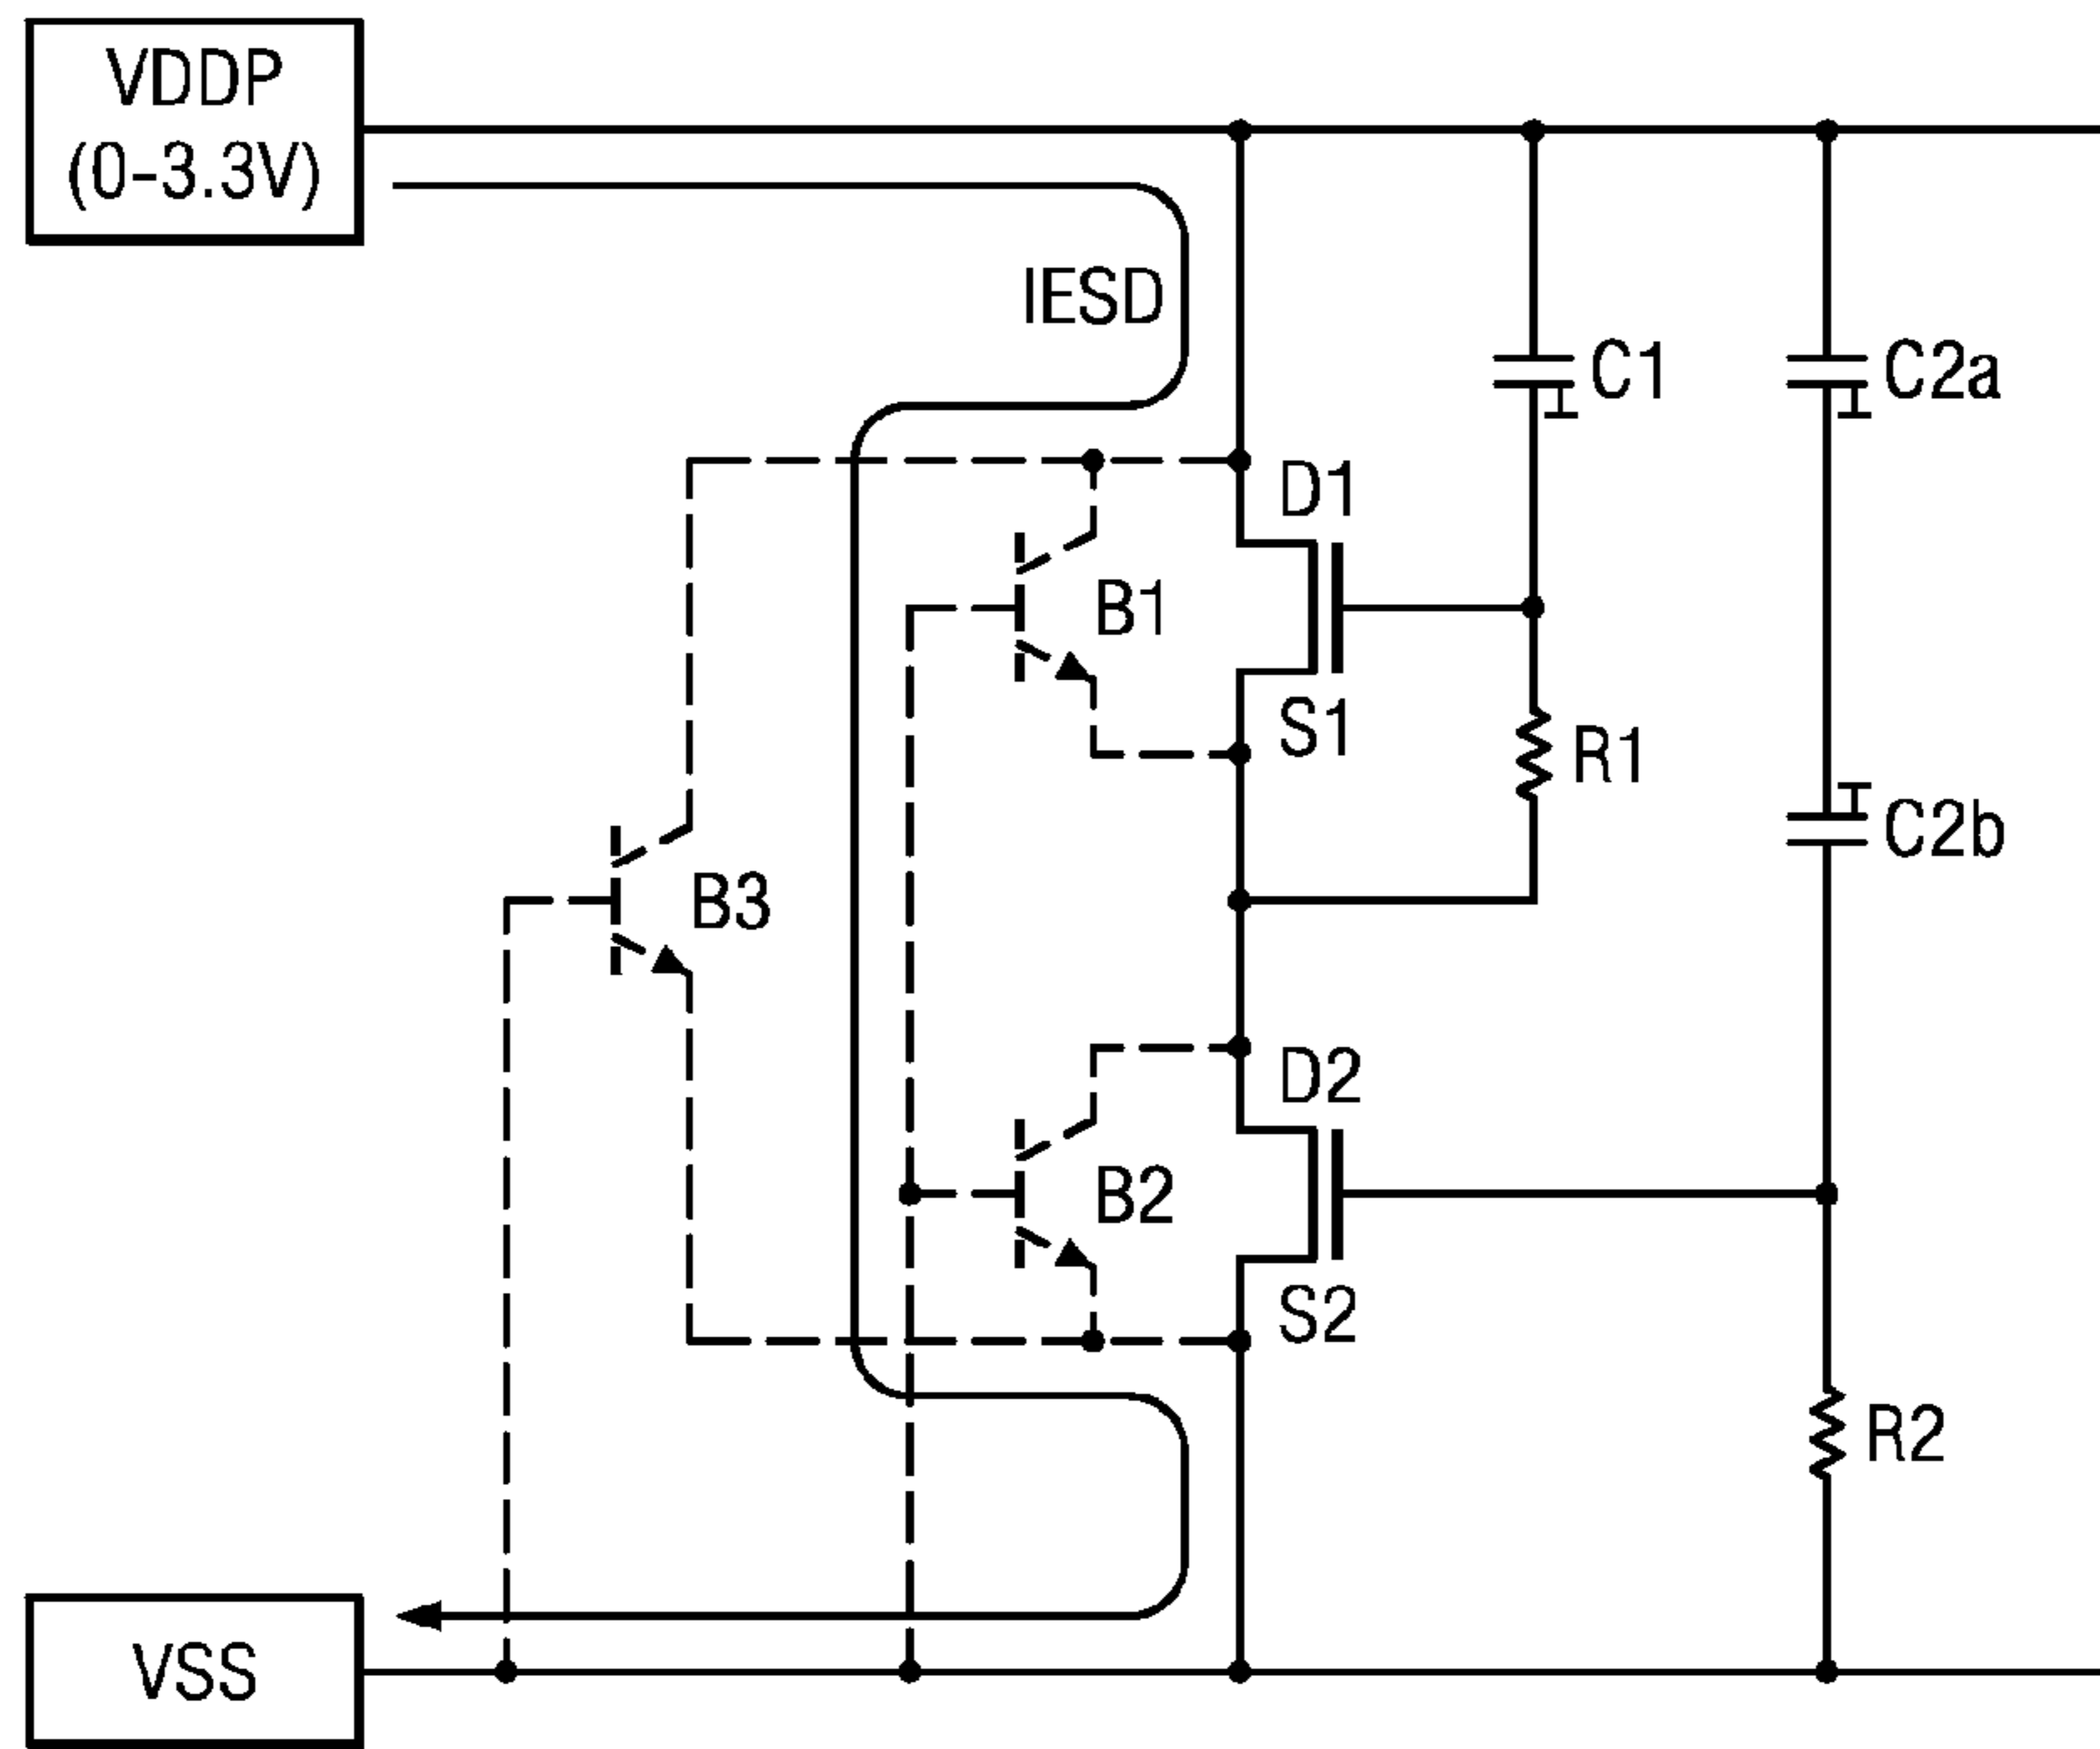 VDDP
(0-3.3V)
IESD
C1
C2a
D1
B1
S1
R1
C2b
B3
D2
B2
S2
R2
VSS